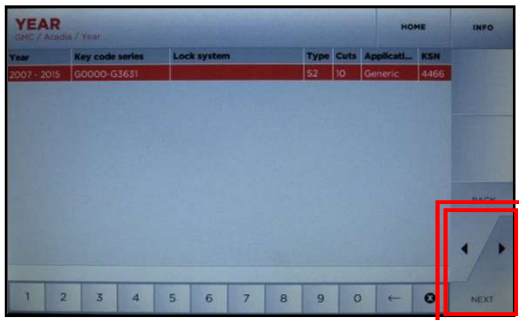 YEAR
GMC / Acadia / Year
HOME
INFO
Year Key code series Lock system Type Cuts Applicati... KSN
2007 - 2015 G0000-G3631 S2 10 Generic 4466
BACK
1 2 3 4 5 6 7 8 9 0 ←
NEXT